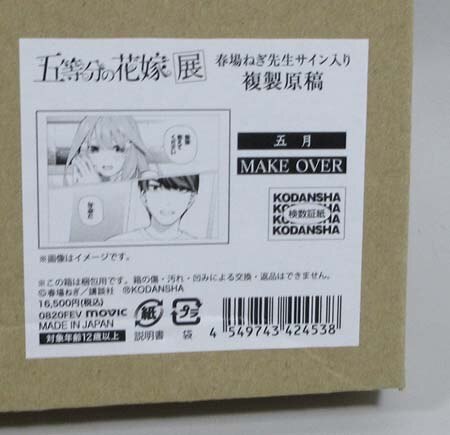 五等分の花嫁 展
春場ねぎ先生サイン入り
複製原稿
五 月
MAKE OVER
KODANSHA
検数証紙
KODANSHA
※画像はイメージです。
※この箱は梱包用です。箱の傷・汚れ・凹みによる交換・返品はできません。
©春場ねぎ/講談社 ⓅKODANSHA
16,500円(税込)
0820FEV movic
MADE IN JAPAN
対象年齢12歳以上
紙
説明書
プラ
袋
4 549743 424538